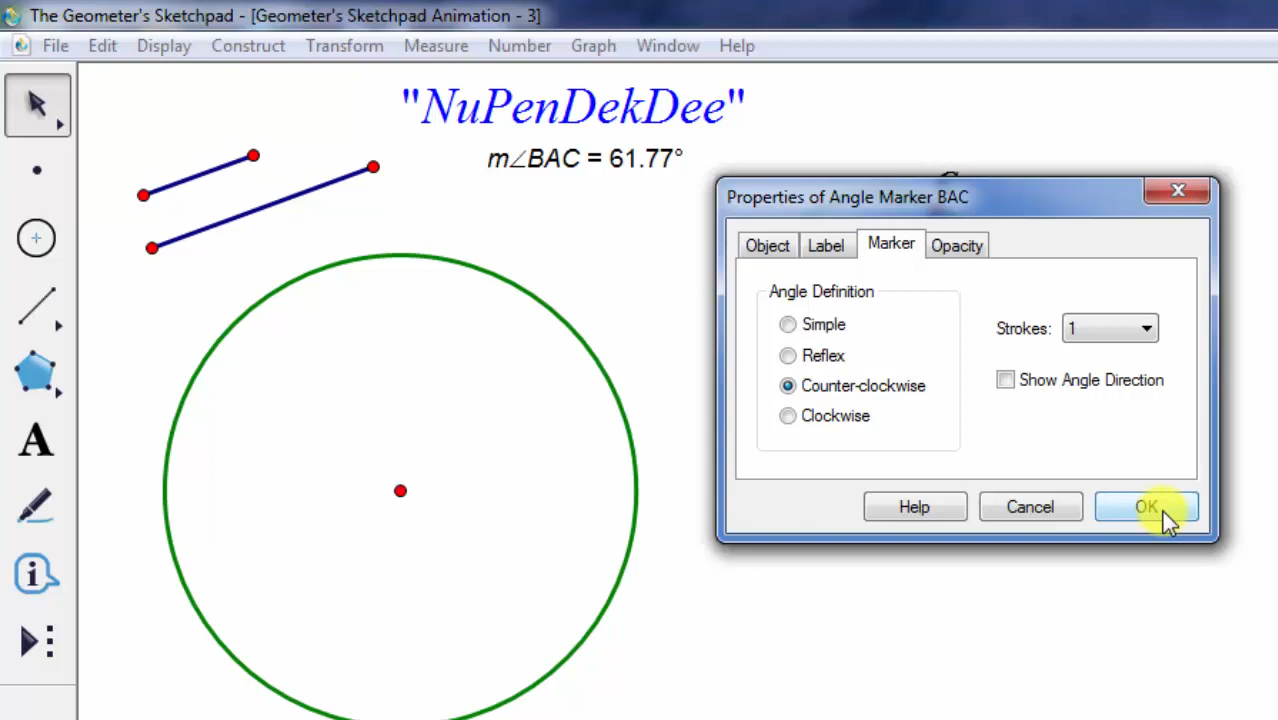 The Geometer's Sketchpad - [Geometer's Sketchpad Animation - 3]
File Edit Display Construct Transform Measure Number Graph Window Help
"NuPenDekDee"
m∠BAC = 61.77°
Properties of Angle Marker BAC
Object Label Marker Opacity
Angle Definition
Simple
Reflex
Counter-clockwise
Clockwise
Strokes: 1
Show Angle Direction
Help Cancel OK
A